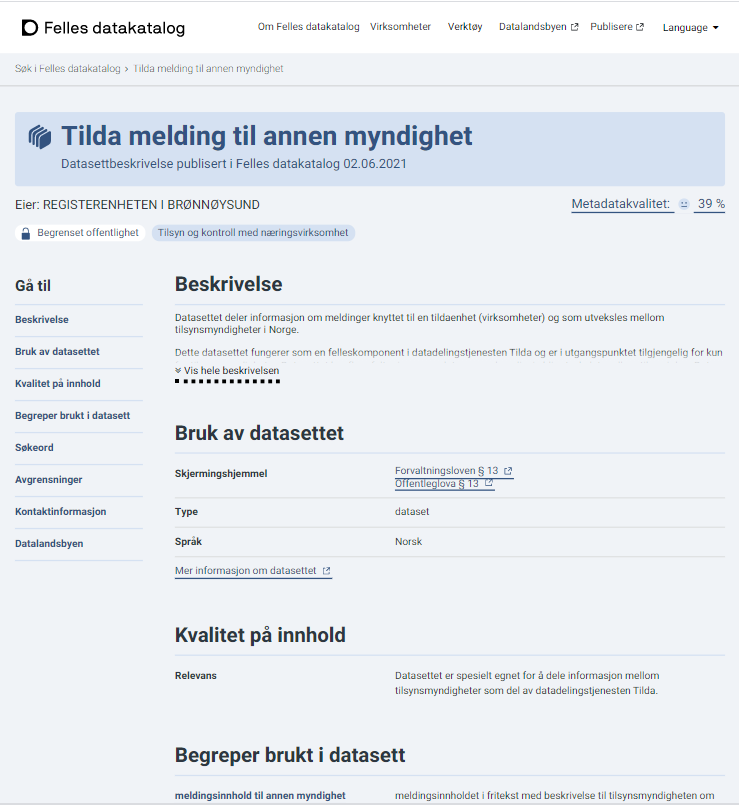 Felles datakatalog
Om Felles datakatalog Virksomheter Verktøy Datalandsbyen Publisere Language
Søk i Felles datakatalog › Tilda melding til annen myndighet
Tilda melding til annen myndighet
Datasettbeskrivelse publisert i Felles datakatalog 02.06.2021
Eier: REGISTERENHETEN I BRØNNØYSUND
Metadatakvalitet: 39 %
Begrenset offentlighet
Tilsyn og kontroll med næringsvirksomhet
Gå til
Beskrivelse
Bruk av datasettet
Kvalitet på innhold
Begreper brukt i datasett
Søkeord
Avgrensninger
Kontaktinformasjon
Datalandsbyen
Beskrivelse
Datasettet deler informasjon om meldinger knyttet til en tildaenhet (virksomheter) og som utveksles mellom
tilsynsmyndigheter i Norge.
Dette datasettet fungerer som en felleskomponent i datadelingstjenesten Tilda og er i utgangspunktet tilgjengelig for kun
Vis hele beskrivelsen
Bruk av datasettet
Skjermingshjemmel
Forvaltningsloven § 13
Offentleglova § 13
Type dataset
Språk Norsk
Mer informasjon om datasettet
Kvalitet på innhold
Relevans
Datasettet er spesielt egnet for å dele informasjon mellom
tilsynsmyndigheter som del av datadelingstjenesten Tilda.
Begreper brukt i datasett
meldingsinnhold til annen myndighet
meldingsinnholdet i fritekst med beskrivelse til tilsynsmyndigheten om